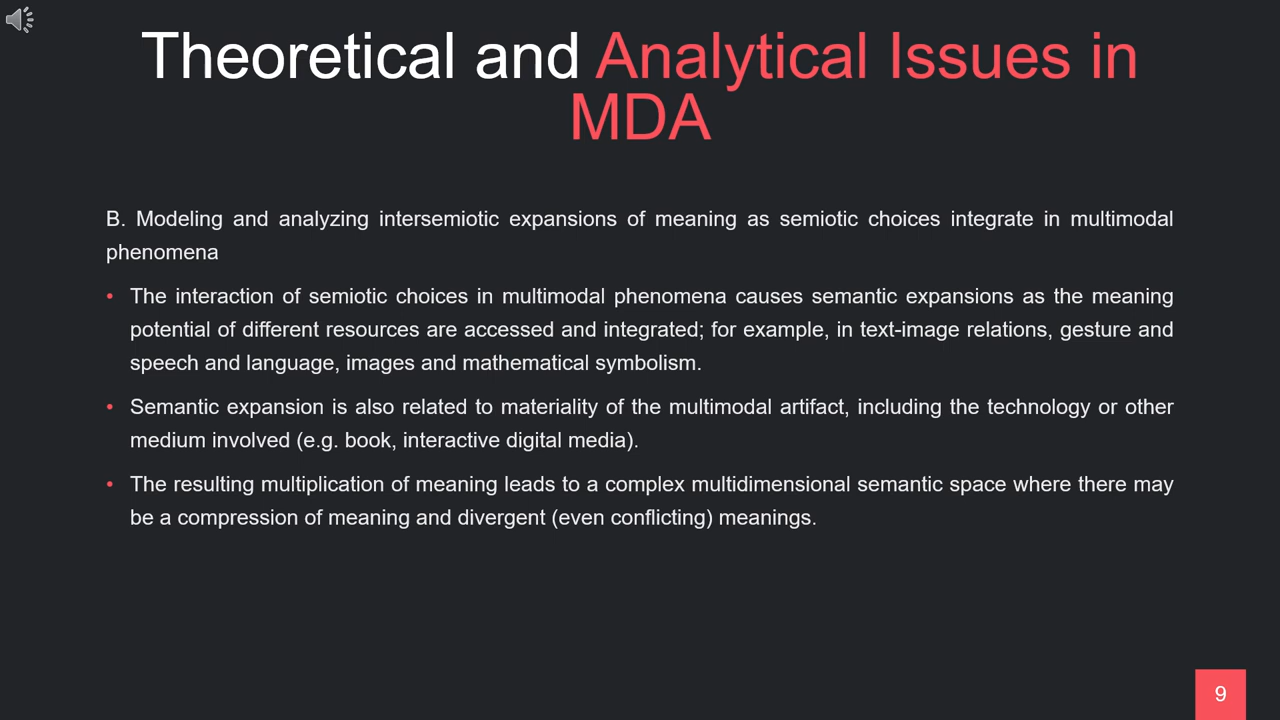 Theoretical and Analytical Issues in
MDA
B. Modeling and analyzing intersemiotic expansions of meaning as semiotic choices integrate in multimodal
phenomena
• The interaction of semiotic choices in multimodal phenomena causes semantic expansions as the meaning
potential of different resources are accessed and integrated; for example, in text-image relations, gesture and
speech and language, images and mathematical symbolism.
• Semantic expansion is also related to materiality of the multimodal artifact, including the technology or other
medium involved (e.g. book, interactive digital media).
• The resulting multiplication of meaning leads to a complex multidimensional semantic space where there may
be a compression of meaning and divergent (even conflicting) meanings.
9